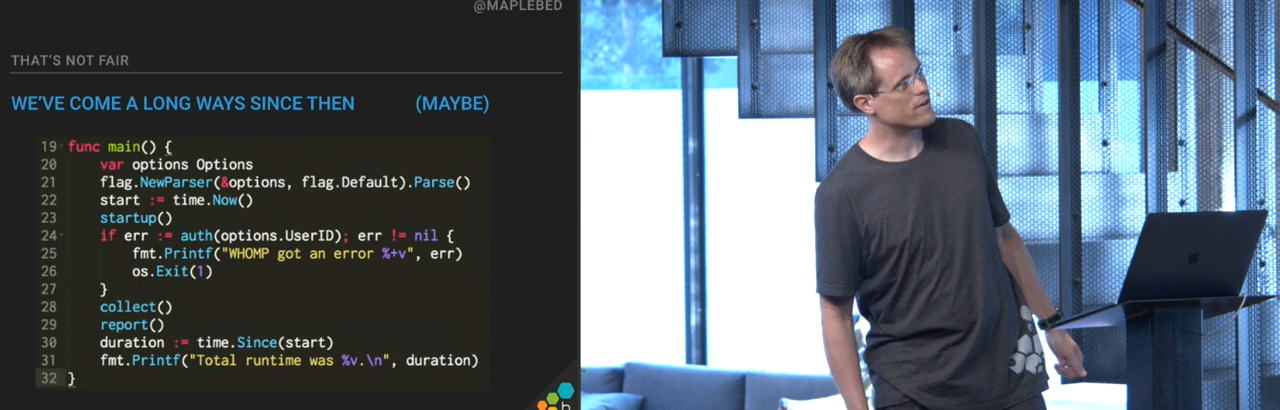 @MAPLEBED
THAT'S NOT FAIR
WE'VE COME A LONG WAYS SINCE THEN (MAYBE)
19 func main() {
20     var options Options
21     flag.NewParser(&options, flag.Default).Parse()
22     start := time.Now()
23     startup()
24     if err := auth(options.UserID); err != nil {
25         fmt.Printf("WHOMP got an error %+v", err)
26         os.Exit(1)
27     }
28     collect()
29     report()
30     duration := time.Since(start)
31     fmt.Printf("Total runtime was %v.\n", duration)
32 }
h